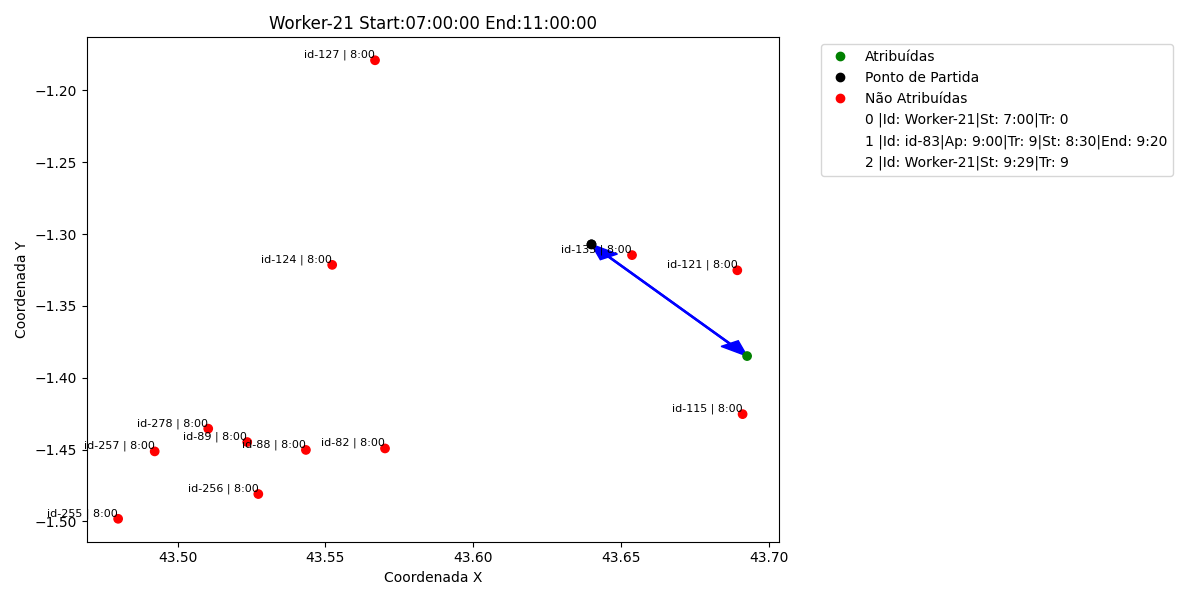 Worker-21 Start:07:00:00 End:11:00:00
Coordenada Y
−1.20
−1.25
−1.30
−1.35
−1.40
−1.45
−1.50
id-127 | 8:00
id-124 | 8:00
id-133 | 8:00
id-121 | 8:00
id-115 | 8:00
id-278 | 8:00
id-89 | 8:00
id-257 | 8:00
id-88 | 8:00
id-82 | 8:00
id-256 | 8:00
id-255 | 8:00
43.50
43.55
43.60
43.65
43.70
Coordenada X
Atribuídas
Ponto de Partida
Não Atribuídas
0 |Id: Worker-21|St: 7:00|Tr: 0
1 |Id: id-83|Ap: 9:00|Tr: 9|St: 8:30|End: 9:20
2 |Id: Worker-21|St: 9:29|Tr: 9